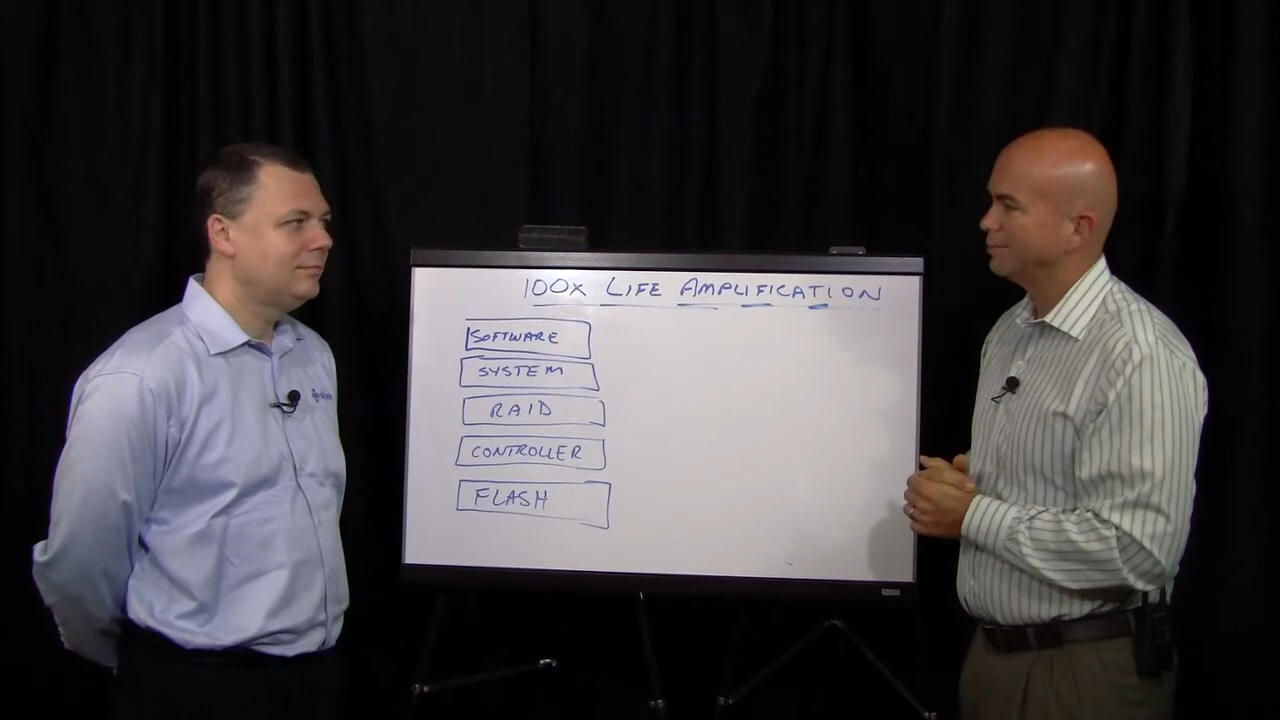 100x LIFE AMPLIFICATION
SOFTWARE
SYSTEM
RAID
CONTROLLER
FLASH